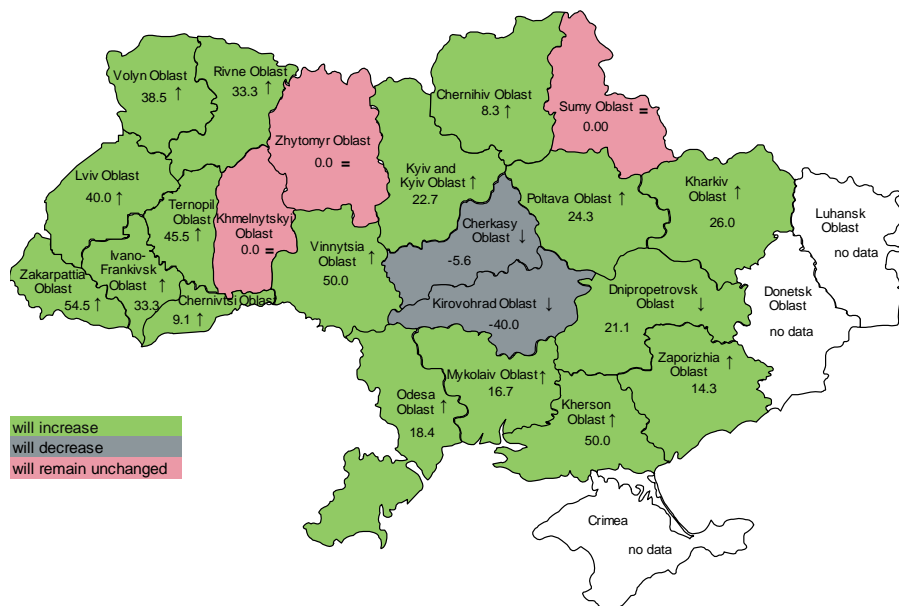 Volyn Oblast
38.5 ↑
Rivne Oblast
33.3 ↑
Zhytomyr Oblast
0.0 =
Chernihiv Oblast
8.3 ↑
Sumy Oblast =
0.00
Lviv Oblast
40.0 ↑
Ternopil
Oblast
45.5 ↑
Khmelnytskyi
Oblast
0.0 =
Kyiv and
Kyiv Oblast ↑
22.7
Poltava Oblast ↑
24.3
Kharkiv
Oblast ↑
26.0
Luhansk
Oblast
no data
Zakarpattia
Oblast
54.5 ↑
Ivano-
Frankivsk
Oblast ↑
33.3
Chernivtsi Oblast
9.1 ↑
Vinnytsia
Oblast ↑
50.0
Cherkasy
Oblast ↓
-5.6
Kirovohrad Oblast ↓
-40.0
Dnipropetrovsk
Oblast ↓
21.1
Donetsk
Oblast
no data
Odesa
Oblast ↑
18.4
Mykolaiv Oblast ↑
16.7
Kherson
Oblast ↑
50.0
Zaporizhia
Oblast ↑
14.3
Crimea
no data
will increase
will decrease
will remain unchanged